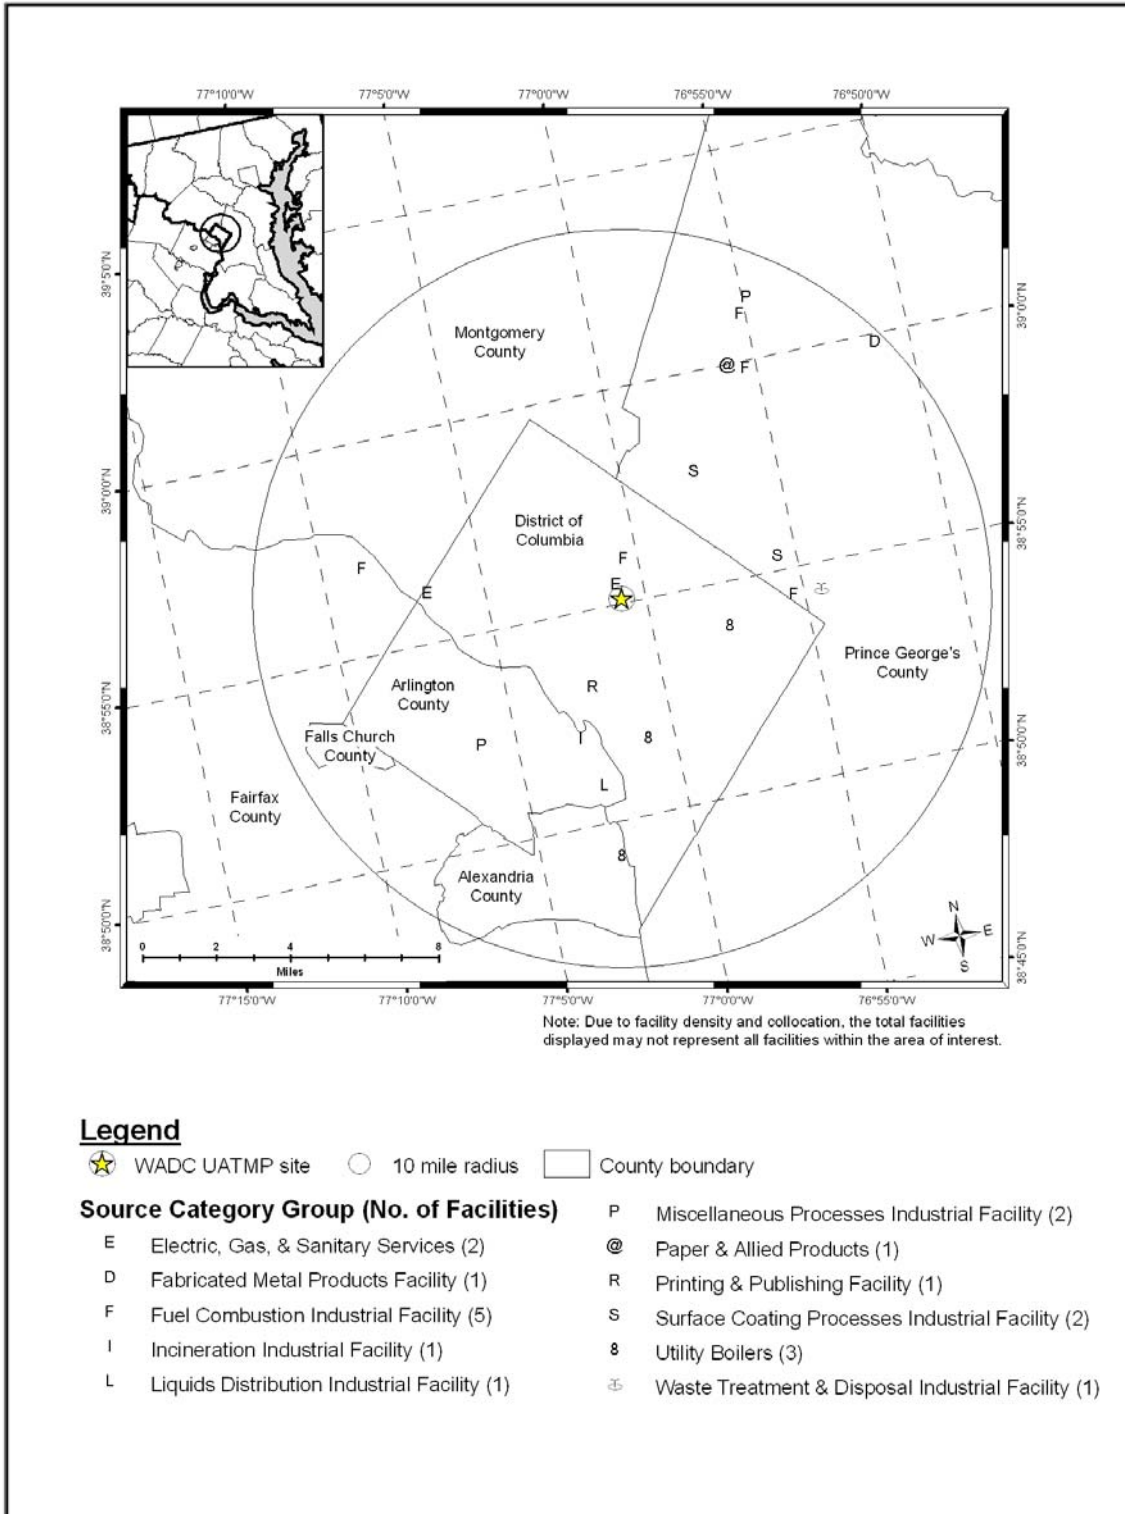 77°10'0"W 77°5'0"W 77°0'0"W 76°55'0"W 76°50'0"W
39°5'0"N
39°0'0"N
38°55'0"N
38°50'0"N
39°0'0"N
38°55'0"N
38°50'0"N
38°45'0"N
Montgomery
County
P
F
D
@ F
S
District of
Columbia
F
S
F
E
E
F
8
Prince George's
County
Arlington
County
R
Falls Church
County
P
I
8
L
Fairfax
County
8
Alexandria
County
N
W E
S
0 2 4 8
Miles
77°15'0"W 77°10'0"W 77°5'0"W 77°0'0"W 76°55'0"W
Note: Due to facility density and collocation, the total facilities
displayed may not represent all facilities within the area of interest.
Legend
WADC UATMP site 10 mile radius County boundary
Source Category Group (No. of Facilities)
E Electric, Gas, & Sanitary Services (2)
D Fabricated Metal Products Facility (1)
F Fuel Combustion Industrial Facility (5)
I Incineration Industrial Facility (1)
L Liquids Distribution Industrial Facility (1)
P Miscellaneous Processes Industrial Facility (2)
@ Paper & Allied Products (1)
R Printing & Publishing Facility (1)
S Surface Coating Processes Industrial Facility (2)
8 Utility Boilers (3)
Waste Treatment & Disposal Industrial Facility (1)